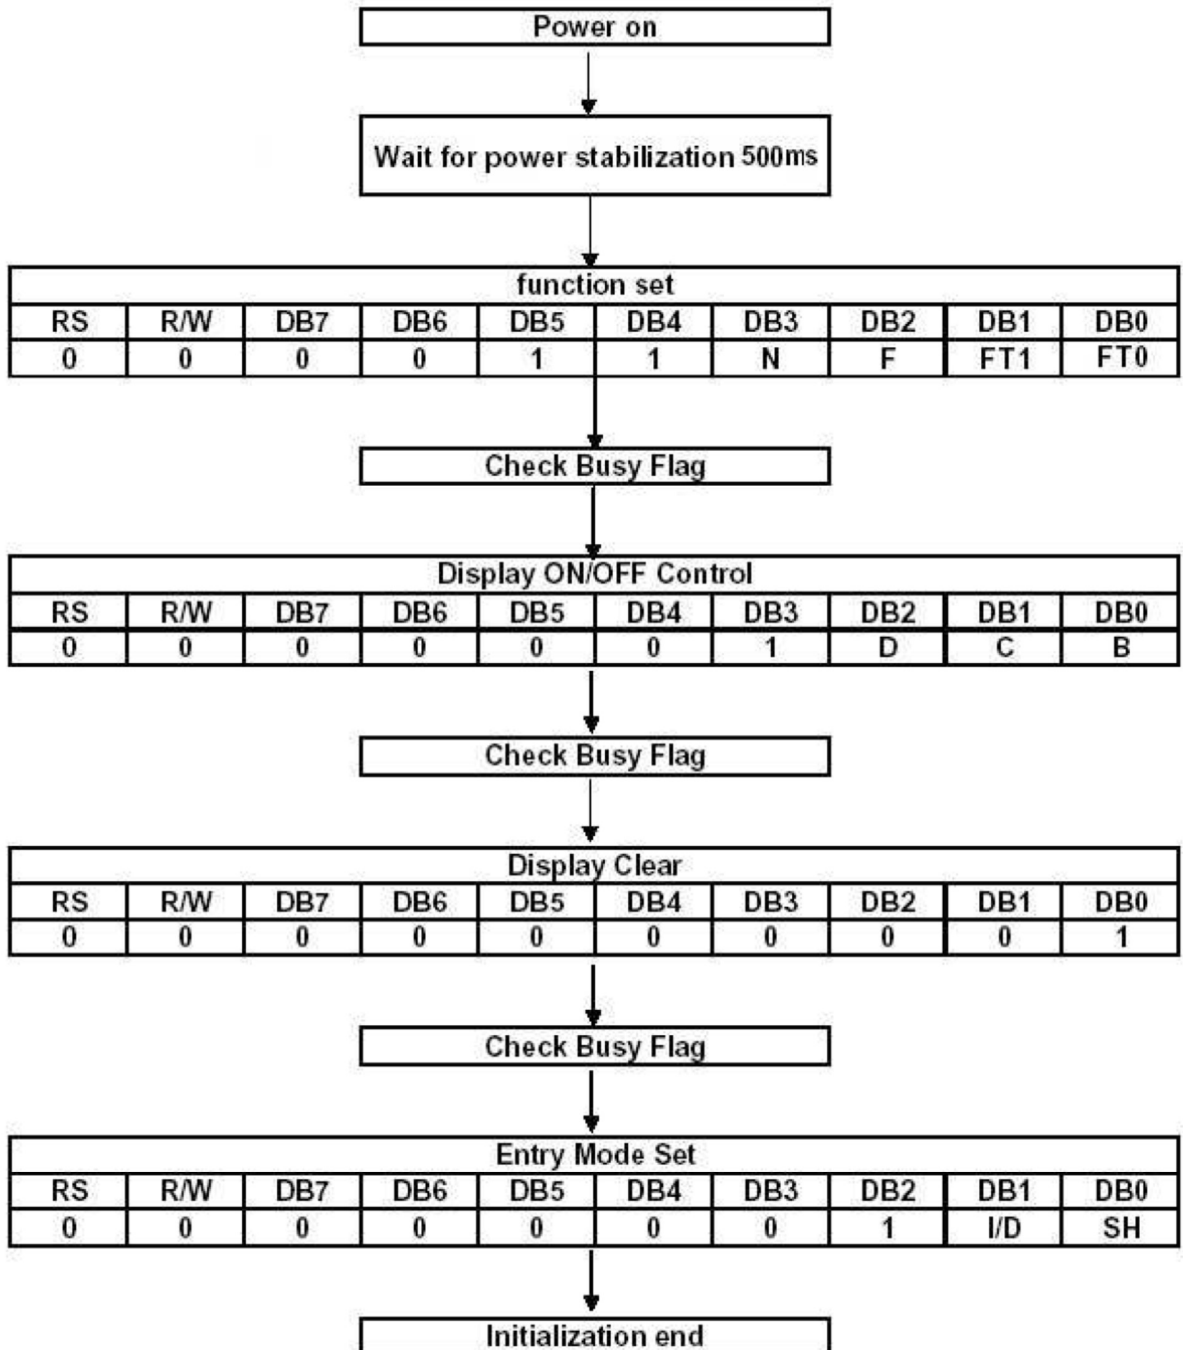 Power on
Wait for power stabilization 500ms
function set
RS R/W DB7 DB6 DB5 DB4 DB3 DB2 DB1 DB0
0 0 0 0 1 1 N F FT1 FT0
Check Busy Flag
Display ON/OFF Control
RS R/W DB7 DB6 DB5 DB4 DB3 DB2 DB1 DB0
0 0 0 0 0 0 1 D C B
Check Busy Flag
Display Clear
RS R/W DB7 DB6 DB5 DB4 DB3 DB2 DB1 DB0
0 0 0 0 0 0 0 0 0 1
Check Busy Flag
Entry Mode Set
RS R/W DB7 DB6 DB5 DB4 DB3 DB2 DB1 DB0
0 0 0 0 0 0 0 1 I/D SH
Initialization end